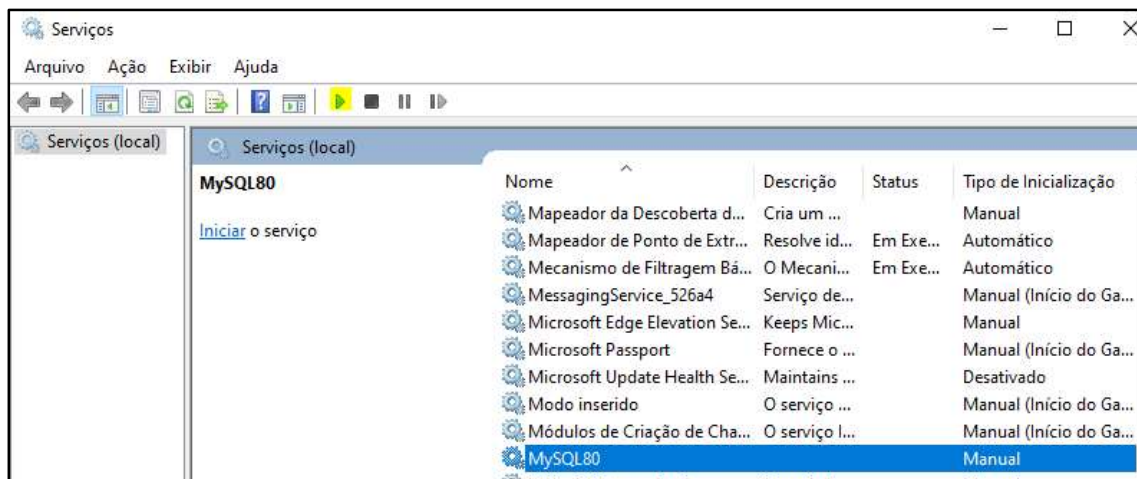 Serviços
Arquivo Ação Exibir Ajuda
Serviços (local)
Serviços (local)
MySQL80
Iniciar o serviço
Nome Descrição Status Tipo de Inicialização
Mapeador da Descoberta d... Cria um ... Manual
Mapeador de Ponto de Extr... Resolve id... Em Exe... Automático
Mecanismo de Filtragem Bá... O Mecani... Em Exe... Automático
MessagingService_526a4 Serviço de... Manual (Início do Ga...
Microsoft Edge Elevation Se... Keeps Mic... Manual
Microsoft Passport Fornece o ... Manual (Início do Ga...
Microsoft Update Health Se... Maintains ... Desativado
Modo inserido O serviço ... Manual (Início do Ga...
Módulos de Criação de Cha... O serviço I... Manual (Início do Ga...
MySQL80 Manual